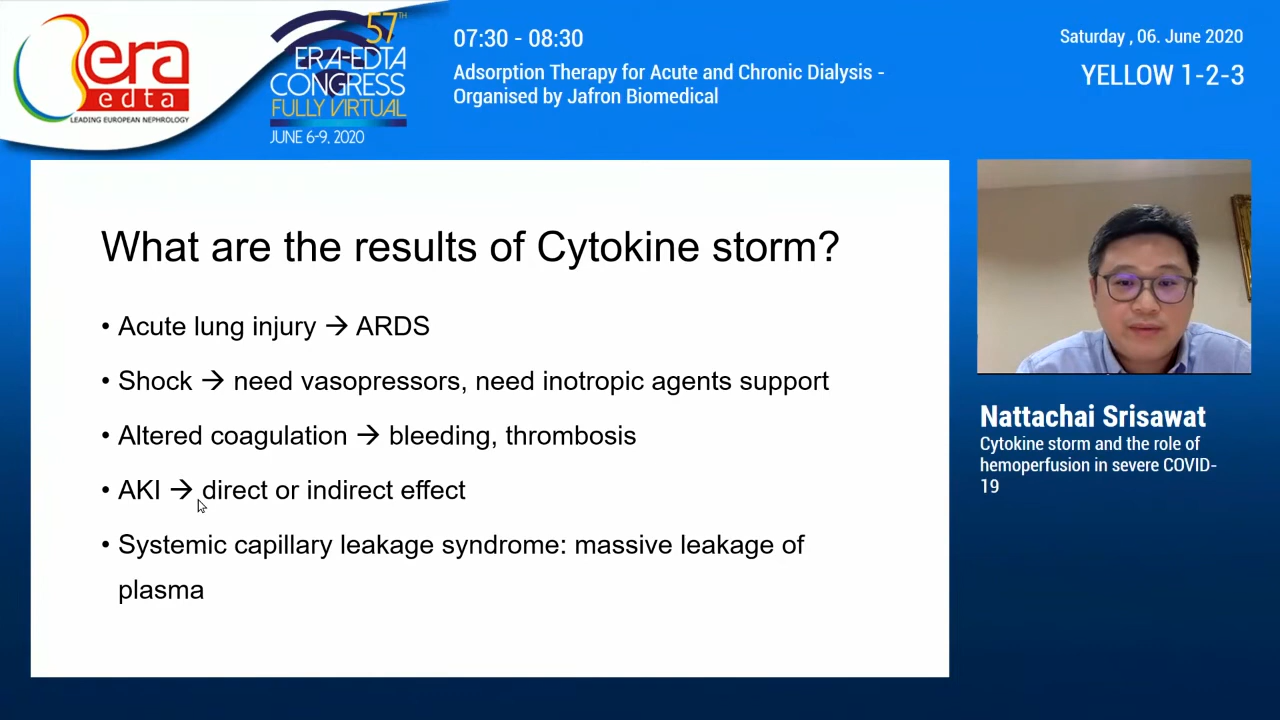 era
edta
LEADING EUROPEAN NEPHROLOGY
57TH
ERA-EDTA
CONGRESS
FULLY VIRTUAL
JUNE 6-9, 2020
07:30 - 08:30
Adsorption Therapy for Acute and Chronic Dialysis -
Organised by Jafron Biomedical
Saturday , 06. June 2020
YELLOW 1-2-3
What are the results of Cytokine storm?
• Acute lung injury → ARDS
• Shock → need vasopressors, need inotropic agents support
• Altered coagulation → bleeding, thrombosis
• AKI → direct or indirect effect
• Systemic capillary leakage syndrome: massive leakage of
plasma
Nattachai Srisawat
Cytokine storm and the role of
hemoperfusion in severe COVID-
19